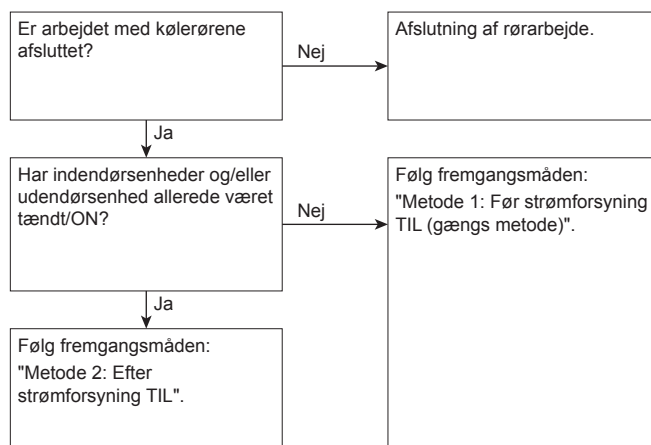 Er arbejdet med kølerørene
afsluttet?
Nej
Afslutning af rørarbejde.
Ja
Har indendørsenheder og/eller
udendørsenhed allerede været
tændt/ON?
Nej
Følg fremgangsmåden:
"Metode 1: Før strømforsyning
TIL (gængs metode)".
Ja
Følg fremgangsmåden:
"Metode 2: Efter
strømforsyning TIL".